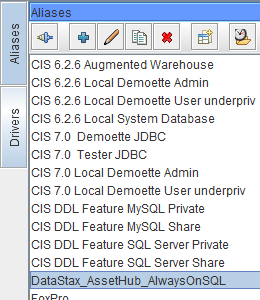 Aliases
Aliases
Drivers
CIS 6.2.6 Augmented Warehouse
CIS 6.2.6 Local Demoette Admin
CIS 6.2.6 Local Demoette User underpriv
CIS 6.2.6 Local System Database
CIS 7.0  Demoette JDBC
CIS 7.0  Tester JDBC
CIS 7.0 Local Demoette Admin
CIS 7.0 Local Demoette User underpriv
CIS DDL Feature MySQL Private
CIS DDL Feature MySQL Share
CIS DDL Feature SQL Server Private
CIS DDL Feature SQL Server Share
DataStax_AssetHub_AlwaysOnSQL
FoxPro